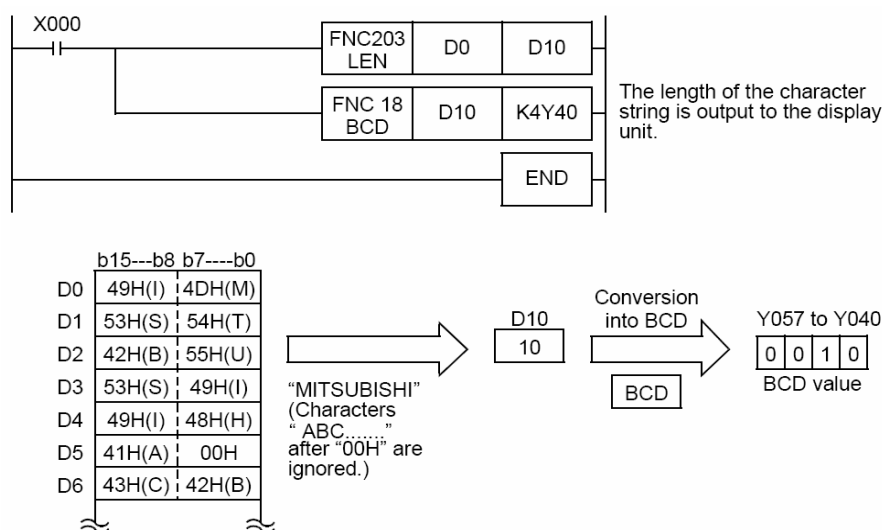 X000
FNC203
LEN
D0
D10
FNC 18
BCD
D10
K4Y40
END
The length of the character
string is output to the display
unit.
b15---b8 b7----b0
D0 49H(I) 4DH(M)
D1 53H(S) 54H(T)
D2 42H(B) 55H(U)
D3 53H(S) 49H(I)
D4 49H(I) 48H(H)
D5 41H(A) 00H
D6 43H(C) 42H(B)
“MITSUBISHI”
(Characters
“ ABC.......”
after “00H” are
ignored.)
D10
10
Conversion
into BCD
BCD
Y057 to Y040
0 0 1 0
BCD value